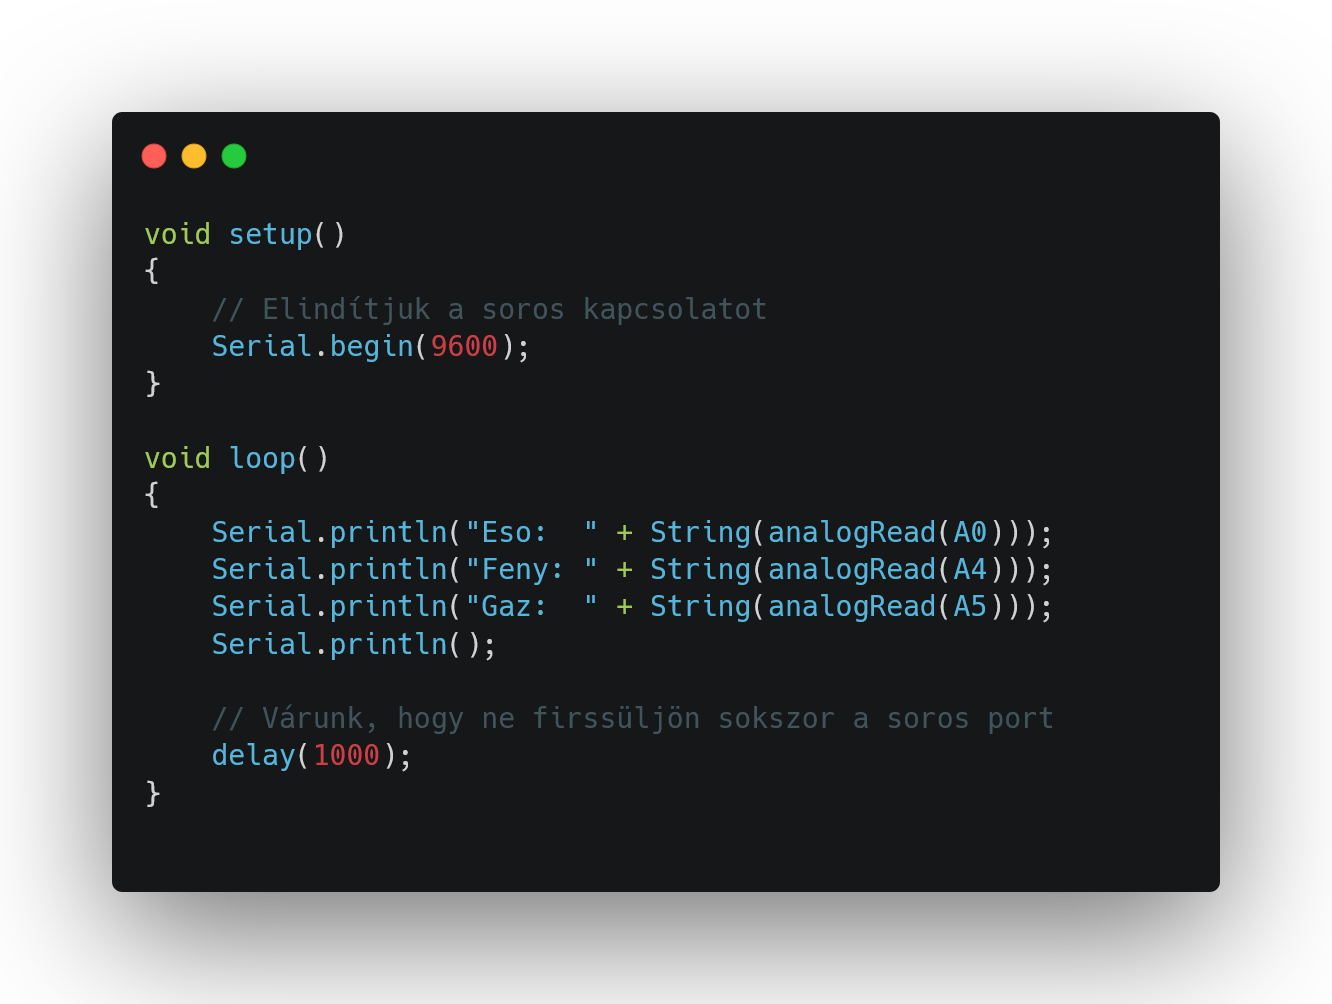 void setup()
{
    // Elindítjuk a soros kapcsolatot
    Serial.begin(9600);
}

void loop()
{
    Serial.println("Eso:  " + String(analogRead(A0)));
    Serial.println("Feny: " + String(analogRead(A4)));
    Serial.println("Gaz:  " + String(analogRead(A5)));
    Serial.println();

    // Várunk, hogy ne firssüljön sokszor a soros port
    delay(1000);
}